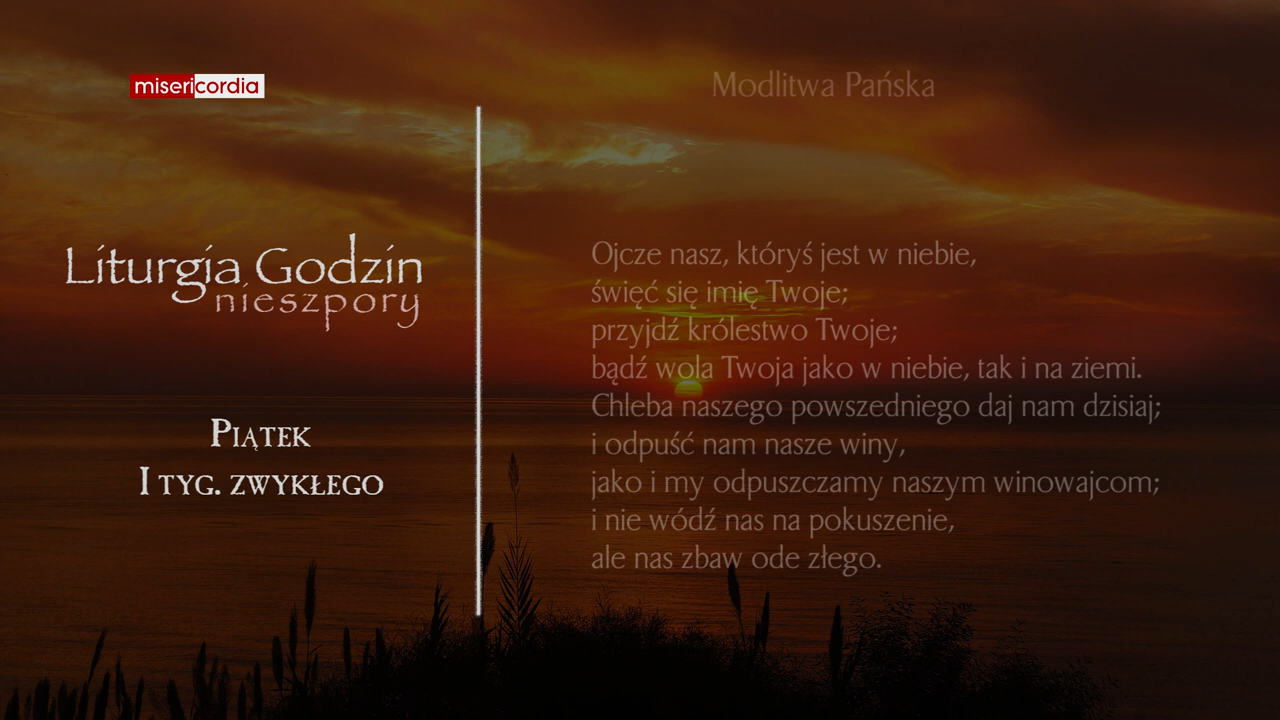 misericordia
Liturgia Godzin
nieszpory
Piątek
I tyg. zwykłego
Modlitwa Pańska
Ojcze nasz, któryś jest w niebie,
święć się imię Twoje;
przyjdź królestwo Twoje;
bądź wola Twoja jako w niebie, tak i na ziemi.
Chleba naszego powszedniego daj nam dzisiaj;
i odpuść nam nasze winy,
jako i my odpuszczamy naszym winowajcom;
i nie wódź nas na pokuszenie,
ale nas zbaw ode złego.